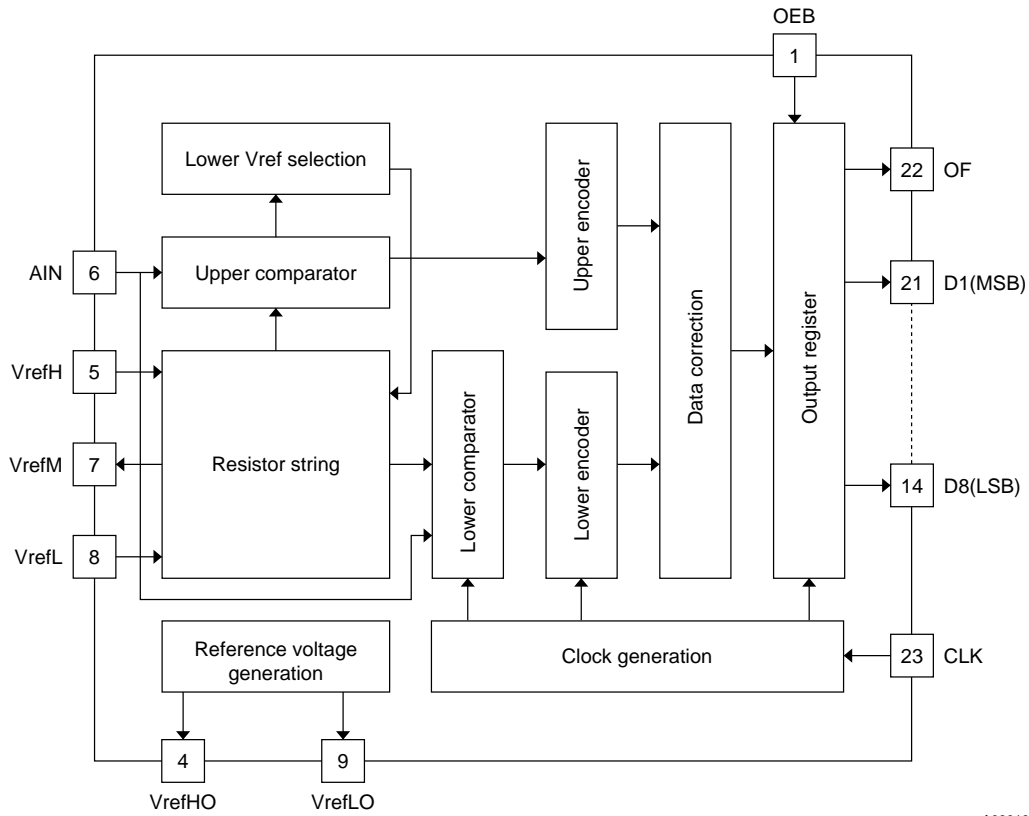 OEB
1
Lower Vref selection
Upper encoder
Data correction
Output register
22
OF
AIN
6
Upper comparator
21
D1(MSB)
VrefH
5
VrefM
7
Resistor string
Lower comparator
Lower encoder
14
D8(LSB)
VrefL
8
Reference voltage
generation
Clock generation
23
CLK
4
9
VrefHO
VrefLO